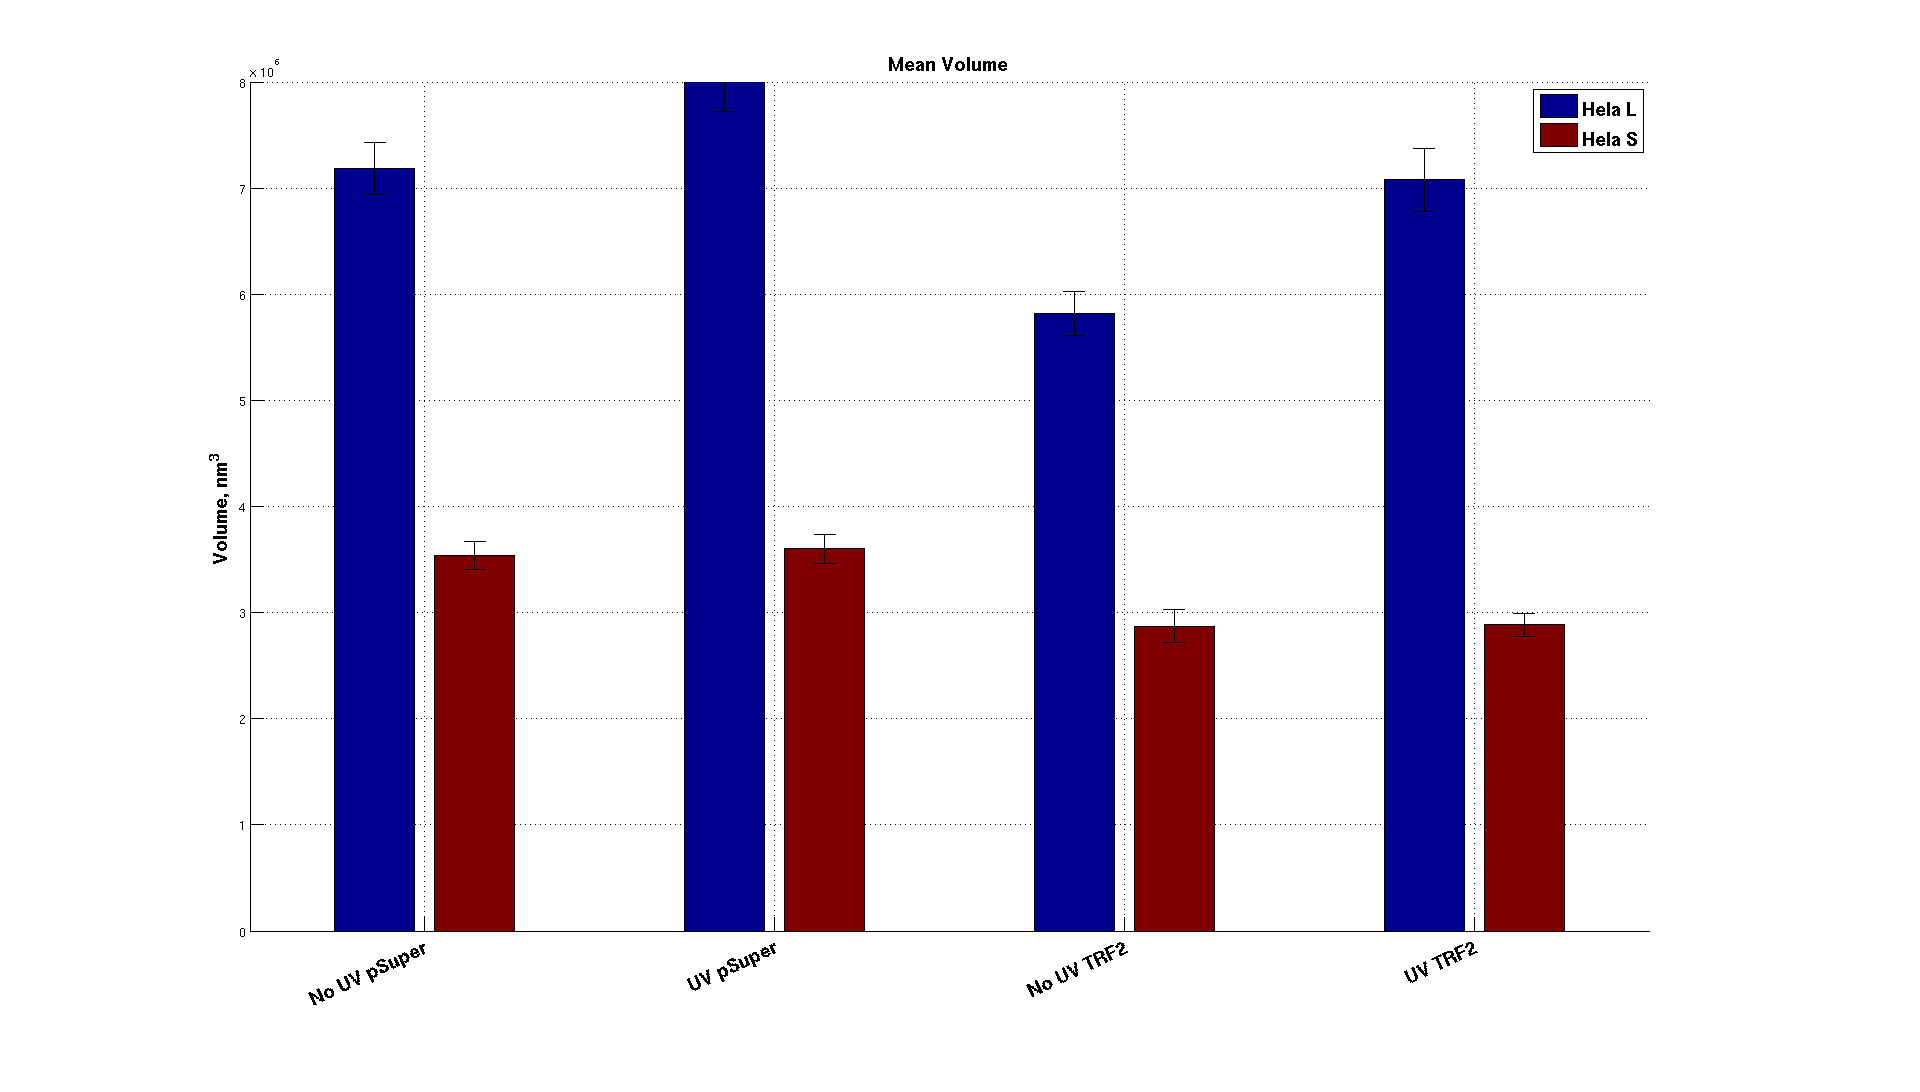 Mean Volume
× 10⁶
8
7
6
5
4
3
2
1
0
Volume, nm³
Hela L
Hela S
No UV pSuper
UV pSuper
No UV TRF2
UV TRF2